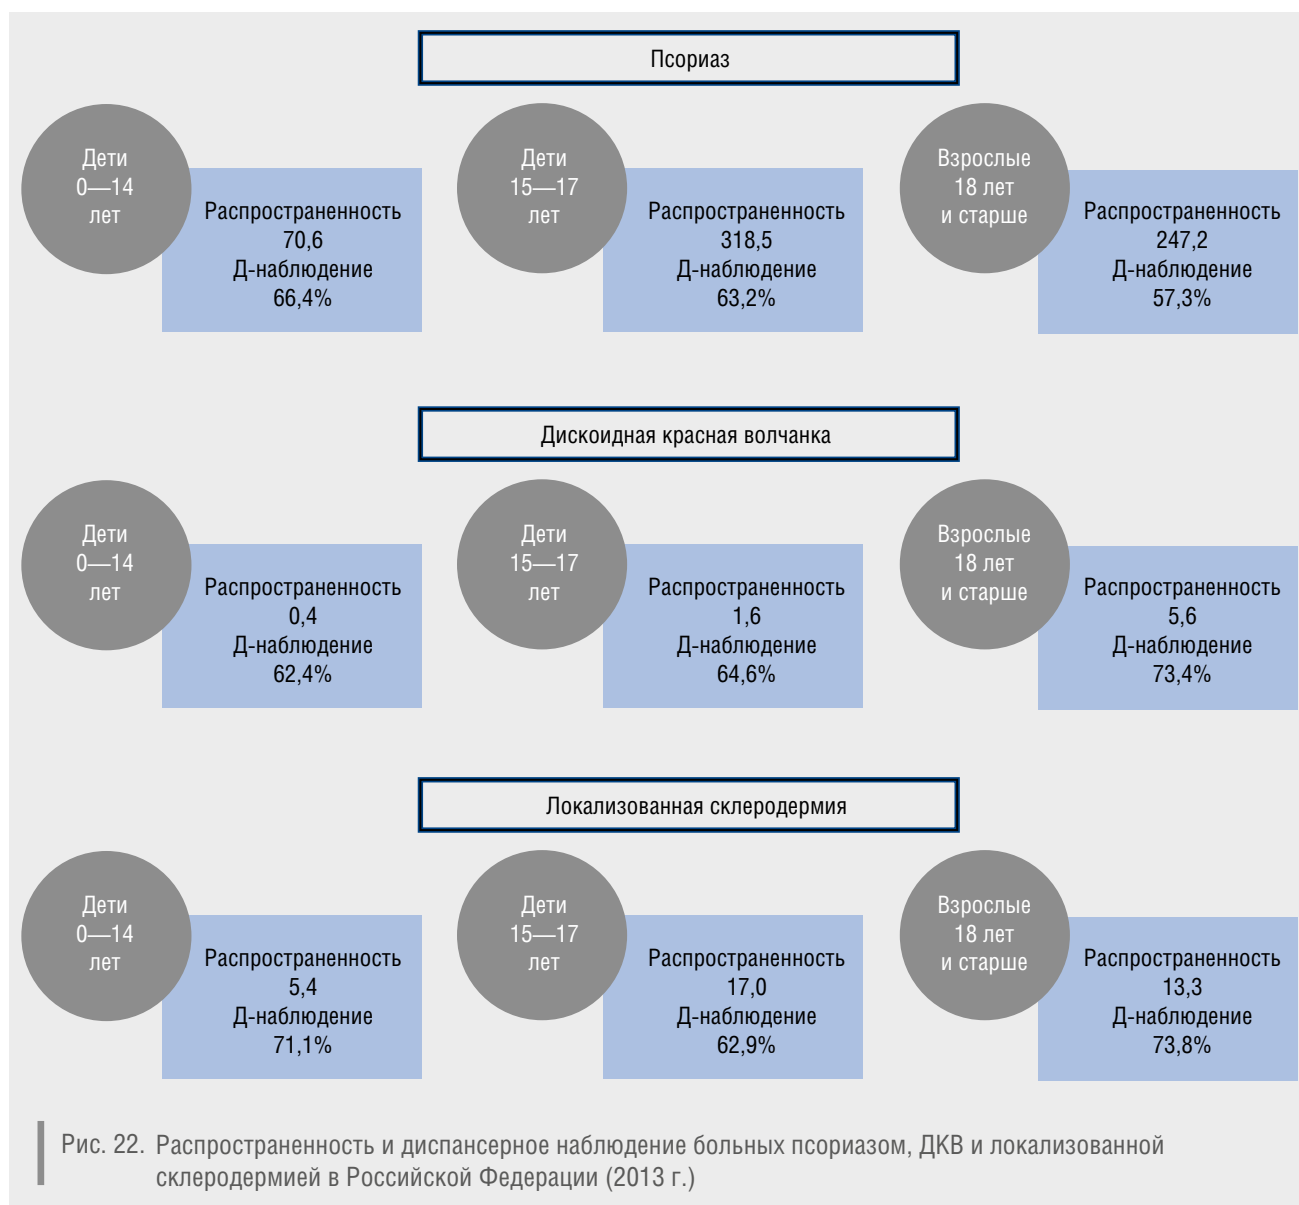 Псориаз
Дети
0—14
лет
Распространенность
70,6
Д-наблюдение
66,4%
Дети
15—17
лет
Распространенность
318,5
Д-наблюдение
63,2%
Взрослые
18 лет
и старше
Распространенность
247,2
Д-наблюдение
57,3%
Дискоидная красная волчанка
Дети
0—14
лет
Распространенность
0,4
Д-наблюдение
62,4%
Дети
15—17
лет
Распространенность
1,6
Д-наблюдение
64,6%
Взрослые
18 лет
и старше
Распространенность
5,6
Д-наблюдение
73,4%
Локализованная склеродермия
Дети
0—14
лет
Распространенность
5,4
Д-наблюдение
71,1%
Дети
15—17
лет
Распространенность
17,0
Д-наблюдение
62,9%
Взрослые
18 лет
и старше
Распространенность
13,3
Д-наблюдение
73,8%
Рис. 22. Распространенность и диспансерное наблюдение больных псориазом, ДКВ и локализованной
склеродермией в Российской Федерации (2013 г.)